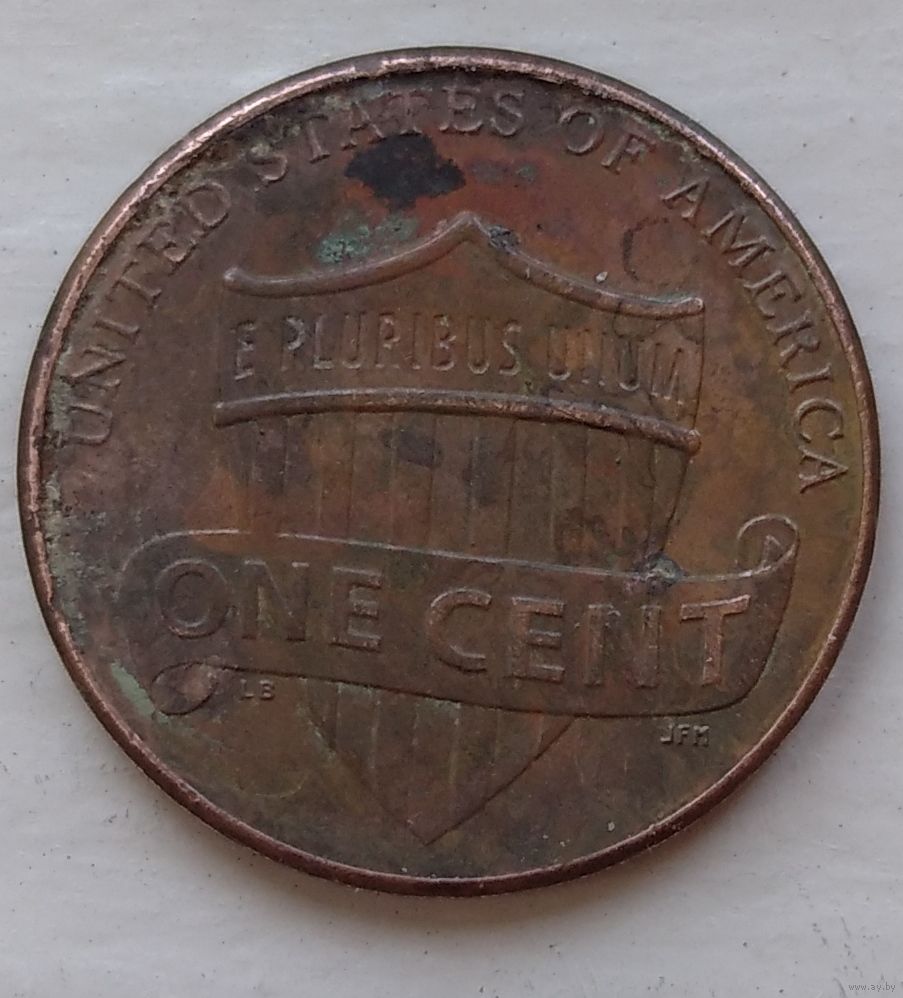 UNITED STATES OF AMERICA
E PLURIBUS UNUM
ONE CENT
LB
JFM
www.ay.by